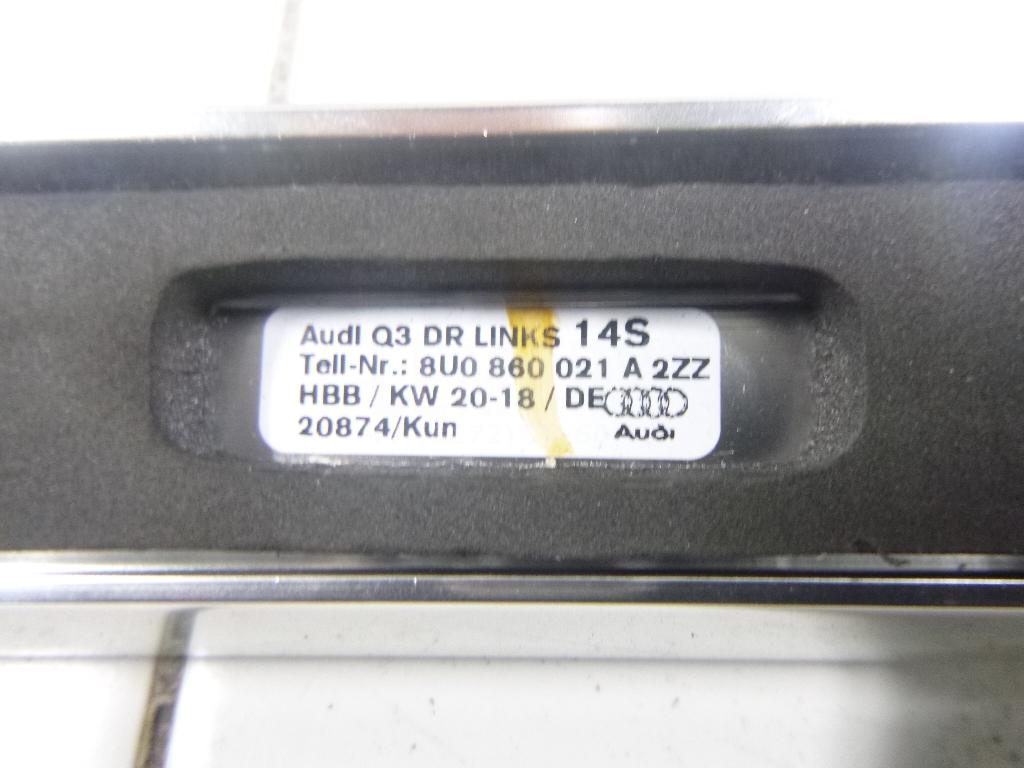 Audi Q3 DR LINKS 14S
Teil-Nr.: 8U0 860 021 A 2ZZ
HBB / KW 20-18 / DE
20874/Kun
Audi